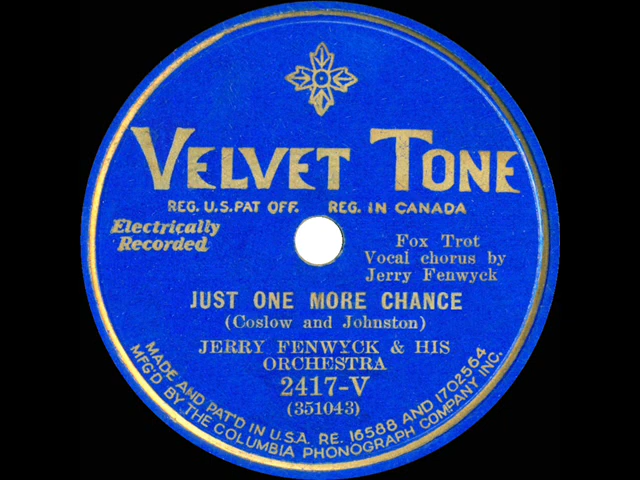 VELVET TONE
REG. U.S. PAT OFF. REG. IN CANADA
Electrically
Recorded
Fox Trot
Vocal chorus by
Jerry Fenwyck
JUST ONE MORE CHANCE
(Coslow and Johnston)
JERRY FENWYCK & HIS
ORCHESTRA
2417-V
(351043)
MADE AND PAT'D IN U.S.A. RE. 16588 AND 1702564
MFG'D BY THE COLUMBIA PHONOGRAPH COMPANY INC.